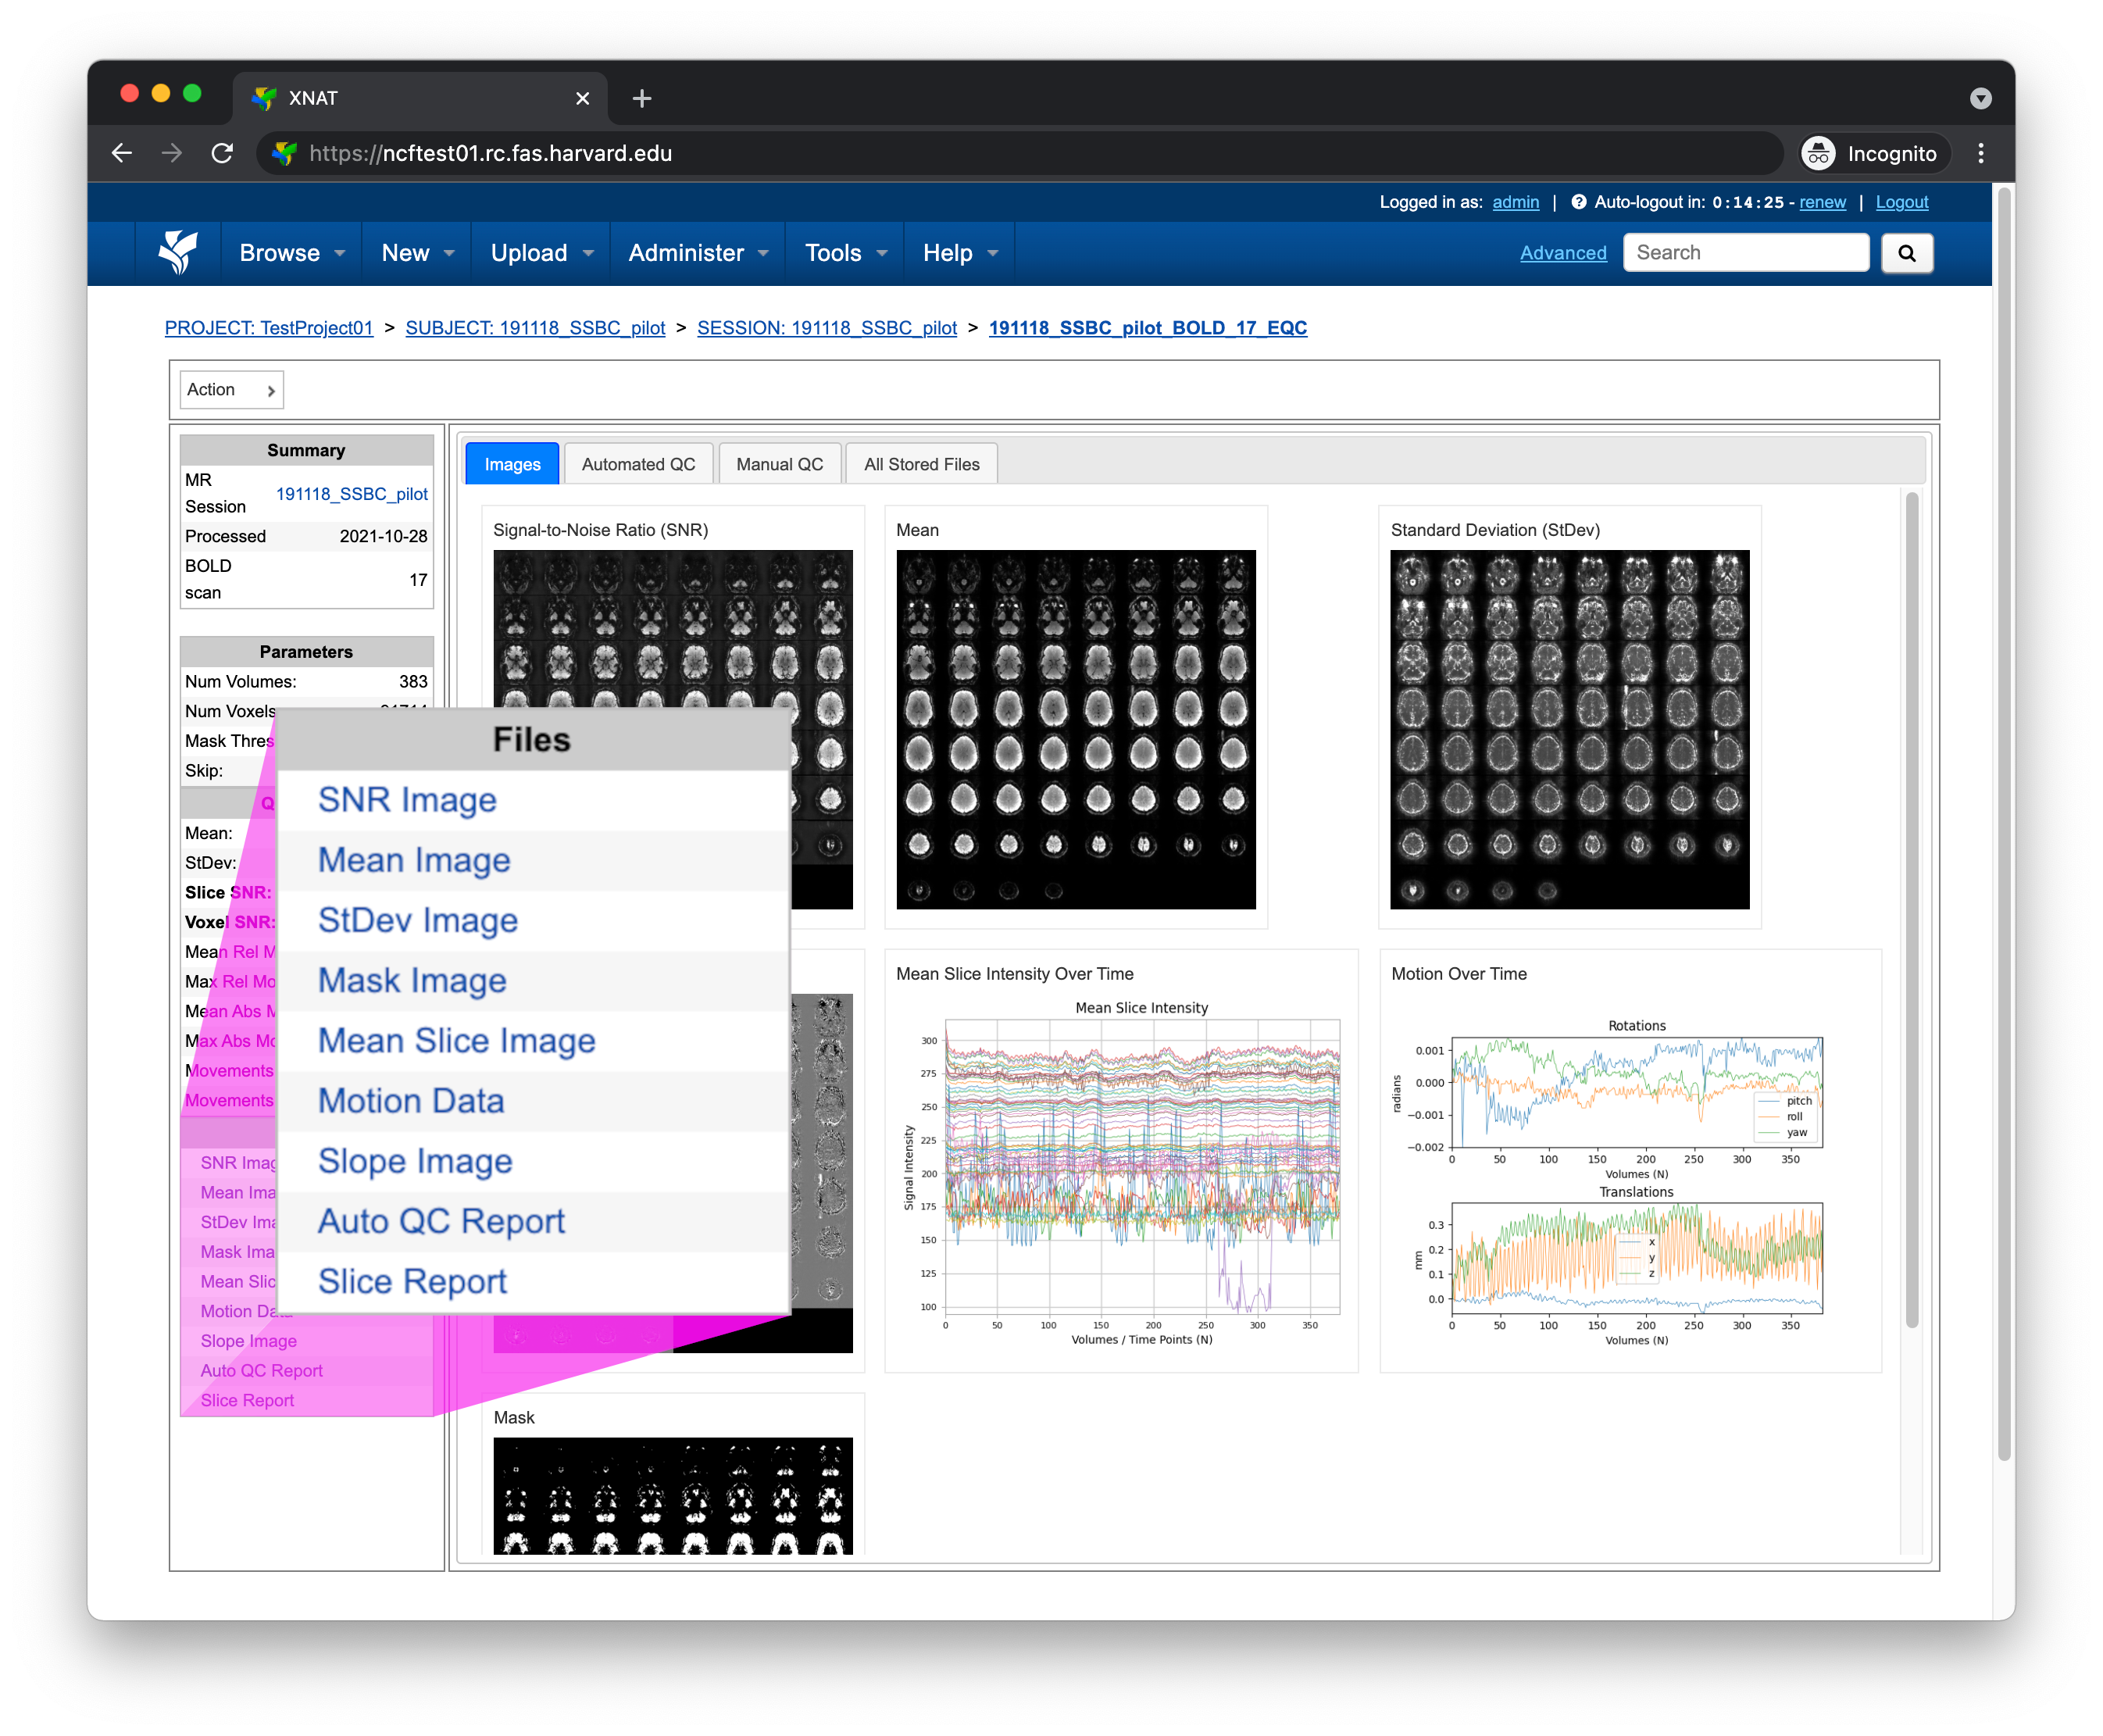 XNAT
https://ncftest01.rc.fas.harvard.edu
Incognito
Logged in as: admin | Auto-logout in: 0:14:25 - renew | Logout
Browse New Upload Administer Tools Help Advanced Search
PROJECT: TestProject01 > SUBJECT: 191118_SSBC_pilot > SESSION: 191118_SSBC_pilot > 191118_SSBC_pilot_BOLD_17_EQC
Action
Summary
MR
Session
191118_SSBC_pilot
Processed 2021-10-28
BOLD
scan
17
Parameters
Num Volumes: 383
Num Voxels
Mask Thres
Skip:
Q
Mean:
StDev:
Slice SNR:
Voxel SNR:
Mean Rel M
Max Rel Mo
Mean Abs M
Max Abs Mo
Movements
Movements
SNR Imag
Mean Ima
StDev Ima
Mask Ima
Mean Slic
Motion Data
Slope Image
Auto QC Report
Slice Report
Files
SNR Image
Mean Image
StDev Image
Mask Image
Mean Slice Image
Motion Data
Slope Image
Auto QC Report
Slice Report
Images Automated QC Manual QC All Stored Files
Signal-to-Noise Ratio (SNR)
Mean
Standard Deviation (StDev)
Mean Slice Intensity Over Time
Mean Slice Intensity
Signal Intensity
300
275
250
225
200
175
150
125
100
0 50 100 150 200 250 300 350
Volumes / Time Points (N)
Motion Over Time
Rotations
radians
0.001
0.000
−0.001
−0.002
pitch
roll
yaw
0 50 100 150 200 250 300 350
Volumes (N)
Translations
mm
0.3
0.2
0.1
0.0
x
y
z
0 50 100 150 200 250 300 350
Volumes (N)
Mask